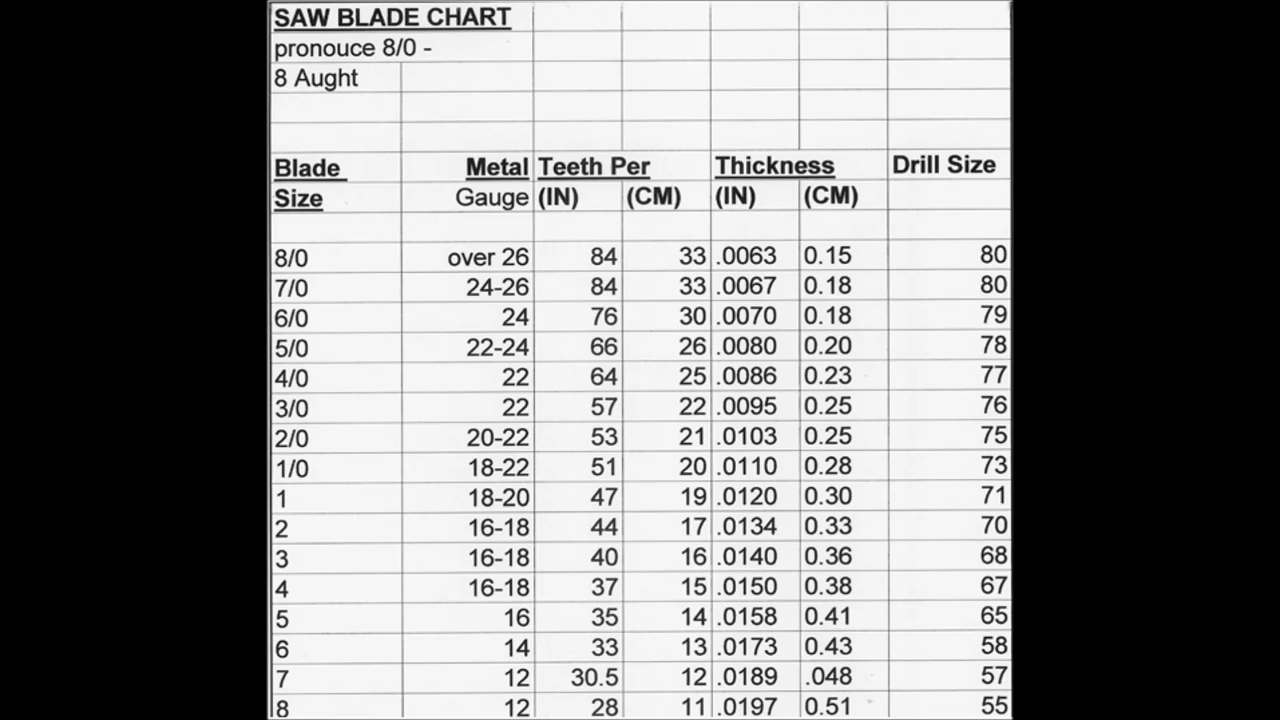 SAW BLADE CHART
pronouce 8/0 -
8 Aught
Blade Metal Teeth Per Thickness Drill Size
Size Gauge (IN) (CM) (IN) (CM)
8/0 over 26 84 33 .0063 0.15 80
7/0 24-26 84 33 .0067 0.18 80
6/0 24 76 30 .0070 0.18 79
5/0 22-24 66 26 .0080 0.20 78
4/0 22 64 25 .0086 0.23 77
3/0 22 57 22 .0095 0.25 76
2/0 20-22 53 21 .0103 0.25 75
1/0 18-22 51 20 .0110 0.28 73
1 18-20 47 19 .0120 0.30 71
2 16-18 44 17 .0134 0.33 70
3 16-18 40 16 .0140 0.36 68
4 16-18 37 15 .0150 0.38 67
5 16 35 14 .0158 0.41 65
6 14 33 13 .0173 0.43 58
7 12 30.5 12 .0189 .048 57
8 12 28 11 .0197 0.51 55